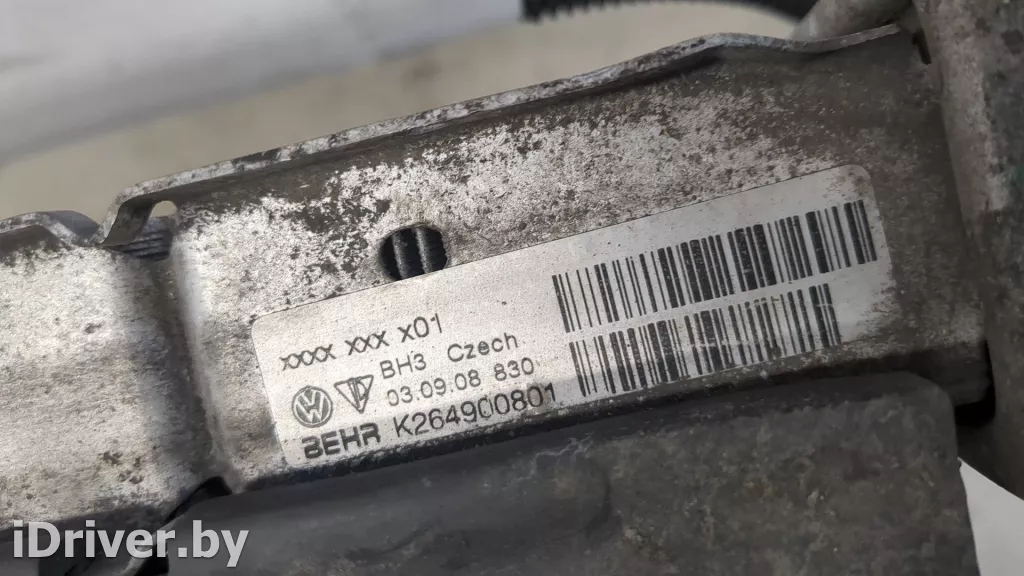 xxxx xxx x01
BH3 Czech
03.09.08 830
BEHR K264900801
iDriver.by